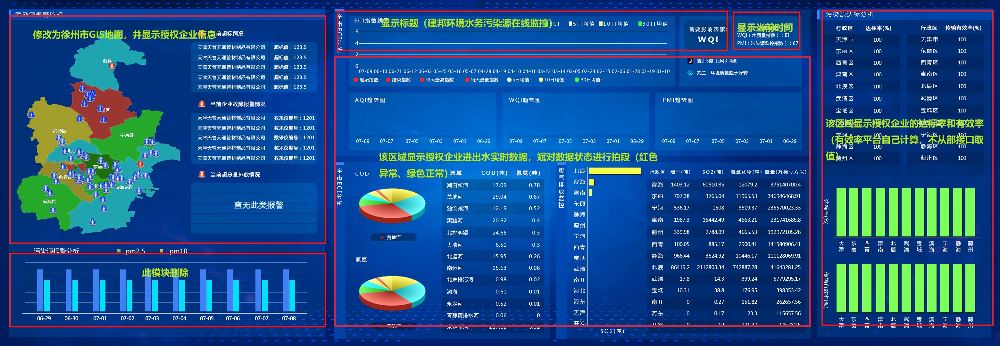 污染源报警监控
修改为徐州市GIS地图，并显示授权企业信息
当前超标情况
天津天管元通管材制品有限公司 超标值：123.5
天津天管元通管材制品有限公司 超标值：123.5
天津天管元通管材制品有限公司 超标值：123.5
天津天管元通管材制品有限公司 超标值：123.5
天津天管元通管材制品有限公司 超标值：123.5
当前企业故障报警情况
天津天管元通管材制品有限公司 数采仪编号：1201
天津天管元通管材制品有限公司 数采仪编号：1201
天津天管元通管材制品有限公司 数采仪编号：1201
天津天管元通管材制品有限公司 数采仪编号：1201
天津天管元通管材制品有限公司 数采仪编号：1201
当前超总量排放情况
查无此类报警
蓟县
武清区
宁河县
北辰
东丽
西青
滨海新区
静海县
污染源报警分析 pm2.5 pm10
此模块删除
06-29 06-30 07-01 07-02 07-03 07-04 07-05 07-06 07-07 07-08
全市ECI分析
ECI指数线
显示标题（建邦环境水务污染源在线监控）
ECI 5日均值 10日均值 30日均值
6
4
2
0
07-09 06-30 06-21 06-12 06-03 05-25 05-16 05-07 04-28 04-19 04-10 04-01 03-23 03-14 03-05 02-24 02-15 02-06 01-28 01-19 01-10
起始指数： 结束指数： 当天最高指数： 当天最低指数： 5日均值： 10日均值： 30日均值：
首要影响因素：
WQI
显示当前时间
WQI（水质量指数）：III
PMI（污染源监控指数）：87
晴2-5度 北风3-4级
关注：环境质量趋于好转
AQI趋势图
07-09 07-07 07-05 07-03 07-01 06-29
WQI趋势图
07-09 07-07 07-05 07-03 07-01 06-29
PMI趋势图
07-09 07-07 07-05 07-03 07-01 06-29
该区域显示授权企业进出水实时数据，斌对数据状态进行拍段（红色
异常、绿色正常）
全市ECI分析
COD
荒地河
氨氮
荒地河
流域 COD(吨) 氨氮(吨)
潮白新河 17.09 0.78
荒地河 29.04 0.67
独流减河 12.19 0.52
黑猪河 20.62 0.4
北排明渠 24.65 0.3
大清河 6.51 0.3
北运河 15.95 0.26
南运河 15.63 0.08
北京排污河 0.98 0.02
渤海 0.61 0.01
永定河 0.52 0.01
青静黄排水河 0.06 0
永定新河 217.62 9.92
废气排放监控
北辰
滨海
津南
东丽
静海
蓟州
宁河
西青
宝坻
武清
南开
河北
河东
天津
开发
SO2(吨)
行政区 烟尘(吨) SO2(吨) 氮氧化物(吨) 流量(万标立方米)
滨海 1403.12 60810.85 12079.2 375140700.4
东丽 797.38 3765.04 11965.53 346946468.91
宁河 536.17 1508 8519.37 235570023.33
津南 1987.3 15442.49 4663.21 231741685.8
蓟州 339.98 2788.09 4665.53 192972105.28
西青 100.05 885.17 2900.41 141580906.41
静海 966.44 3524.92 10446.17 111128069.91
北辰 86419.2 2112803.34 742887.28 41643281.25
武清 17.8 14.3 399.24 5779295.17
宝坻 10.31 38.8 176.95 398353.42
南开 0 0.27 151.82 262657.56
河东 0 0.17 23.3 115657.56
开发 0 12 221.37 145732.5
污染源达标分析
行政区 达标率(%) 行政区 传输有效率(%)
天津市 100 天津市 100
东丽区 100 东丽区 100
西青区 100 西青区 100
津南区 100 津南区 100
北辰区 100 北辰区 100
武清区 100 武清区 100
宝坻区 100 宝坻区 100
该区域显示授权企业的达标率和有效率
宁河区 100 宁河区 100
（有效率平台自己计算，不从部接口取
静海区 100 静海区 100
值）
蓟州区 100 蓟州区 100
达标率(%)
天津 东丽 西青 津南 北辰 武清 宝坻 滨海 宁海 静海 蓟州
传输有效率(%)
天津 东丽 西青 津南 北辰 武清 宝坻 滨海 宁海 静海 蓟州